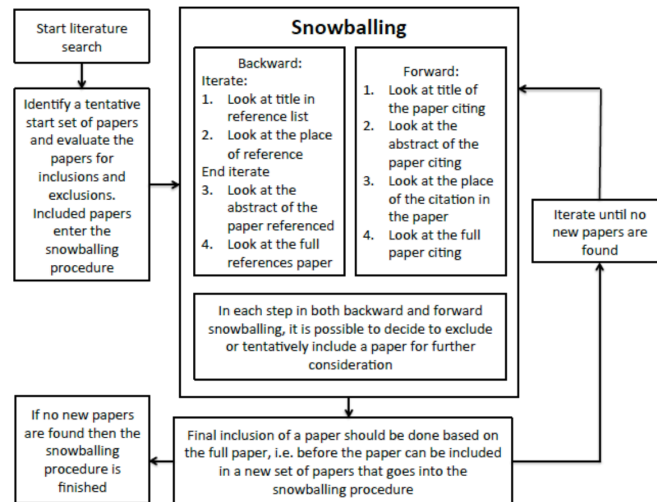 Start literature
search
Identify a tentative
start set of papers
and evaluate the
papers for
inclusions and
exclusions.
Included papers
enter the
snowballing
procedure
Snowballing
Backward:
Iterate:
1. Look at title in
reference list
2. Look at the place
of reference
End iterate
3. Look at the
abstract of the
paper referenced
4. Look at the full
references paper
Forward:
1. Look at title of
the paper citing
2. Look at the
abstract of the
paper citing
3. Look at the place
of the citation in
the paper
4. Look at the full
paper citing
In each step in both backward and forward
snowballing, it is possible to decide to exclude
or tentatively include a paper for further
consideration
Iterate until no
new papers are
found
If no new papers
are found then the
snowballing
procedure is
finished
Final inclusion of a paper should be done based on
the full paper, i.e. before the paper can be included
in a new set of papers that goes into the
snowballing procedure